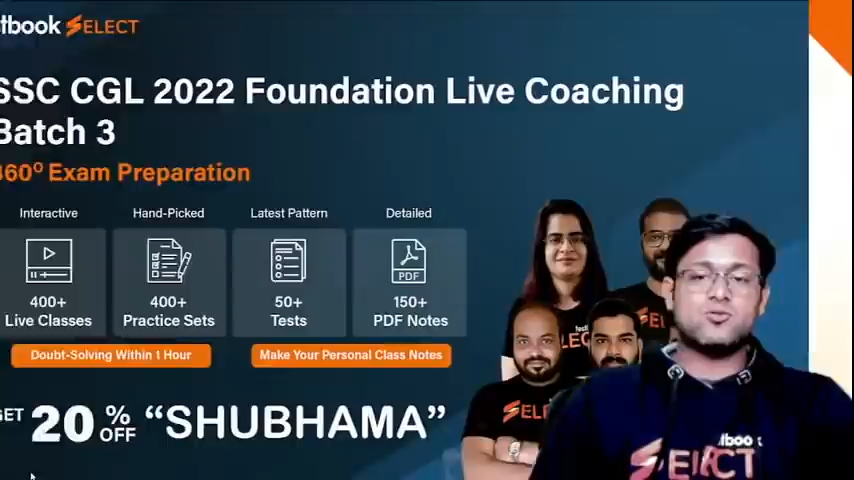 tbook SELECT
SSC CGL 2022 Foundation Live Coaching
Batch 3
360° Exam Preparation
Interactive
Hand-Picked
Latest Pattern
Detailed
PDF
400+
Live Classes
400+
Practice Sets
50+
Tests
150+
PDF Notes
Doubt-Solving Within 1 Hour
Make Your Personal Class Notes
GET 20 % OFF "SHUBHAMA"
SELE
SELECT